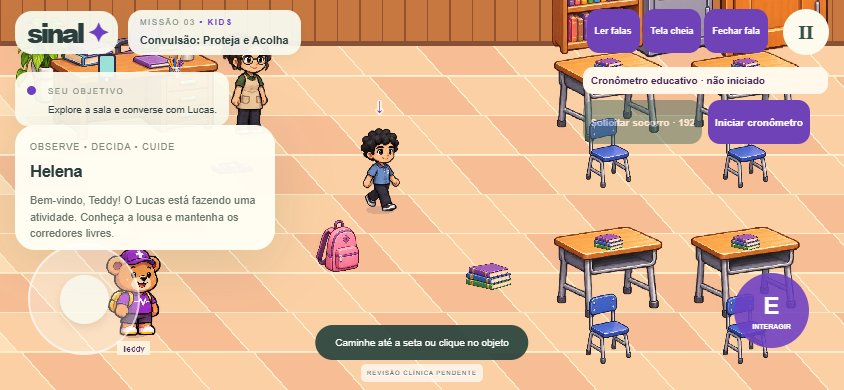 sinal
MISSÃO 03 • KIDS
Convulsão: Proteja e Acolha
Ler falas
Tela cheia
Fechar fala
II
SEU OBJETIVO
Explore a sala e converse com Lucas.
Cronômetro educativo · não iniciado
Solicitar socorro · 192
Iniciar cronômetro
OBSERVE • DECIDA • CUIDE
Helena
Bem-vindo, Teddy! O Lucas está fazendo uma
atividade. Conheça a lousa e mantenha os
corredores livres.
↓
Teddy
E
INTERAGIR
Caminhe até a seta ou clique no objeto
REVISÃO CLÍNICA PENDENTE